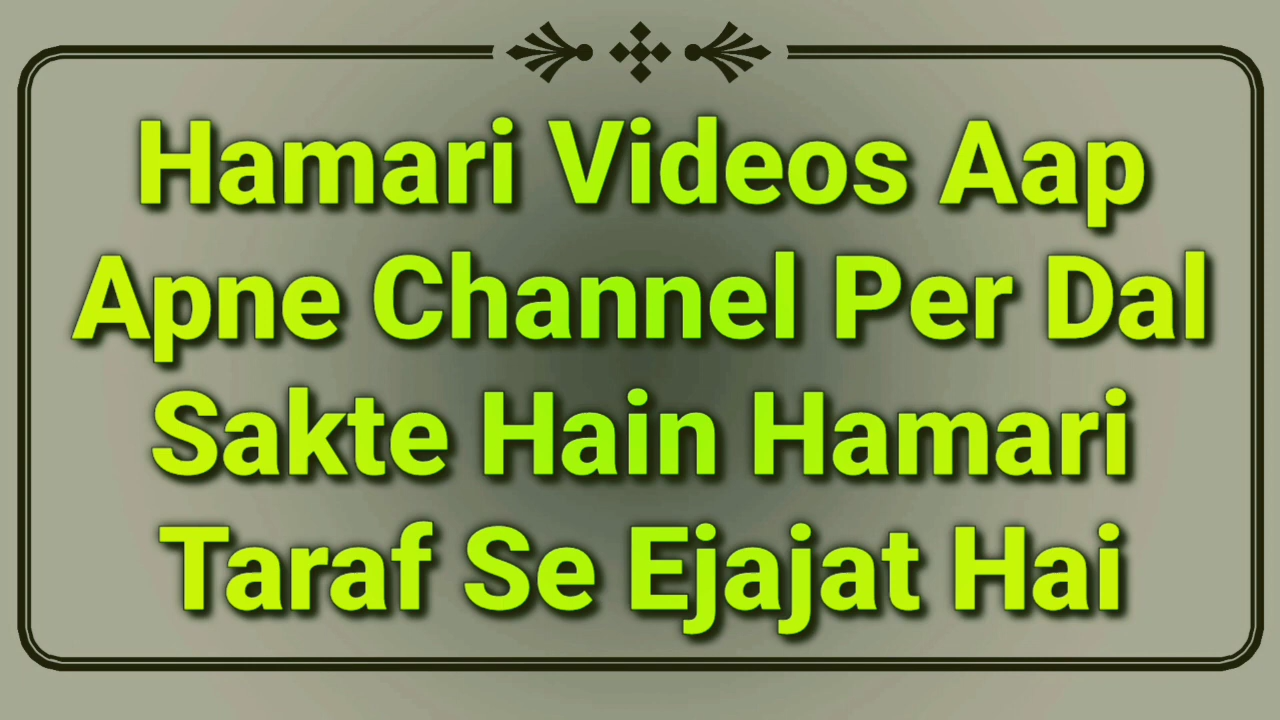 Hamari Videos Aap
Apne Channel Per Dal
Sakte Hain Hamari
Taraf Se Ejajat Hai